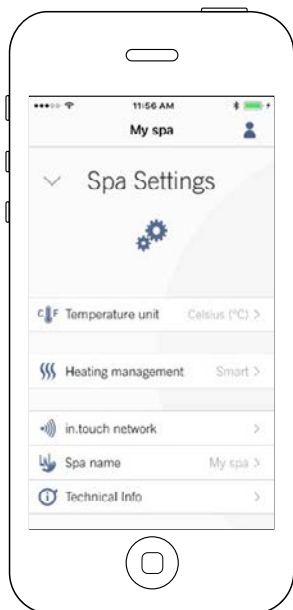 11:56 AM
My spa
Spa Settings
C F Temperature unit Celsius (°C) >
Heating management Smart >
in.touch network >
Spa name My spa >
Technical Info >